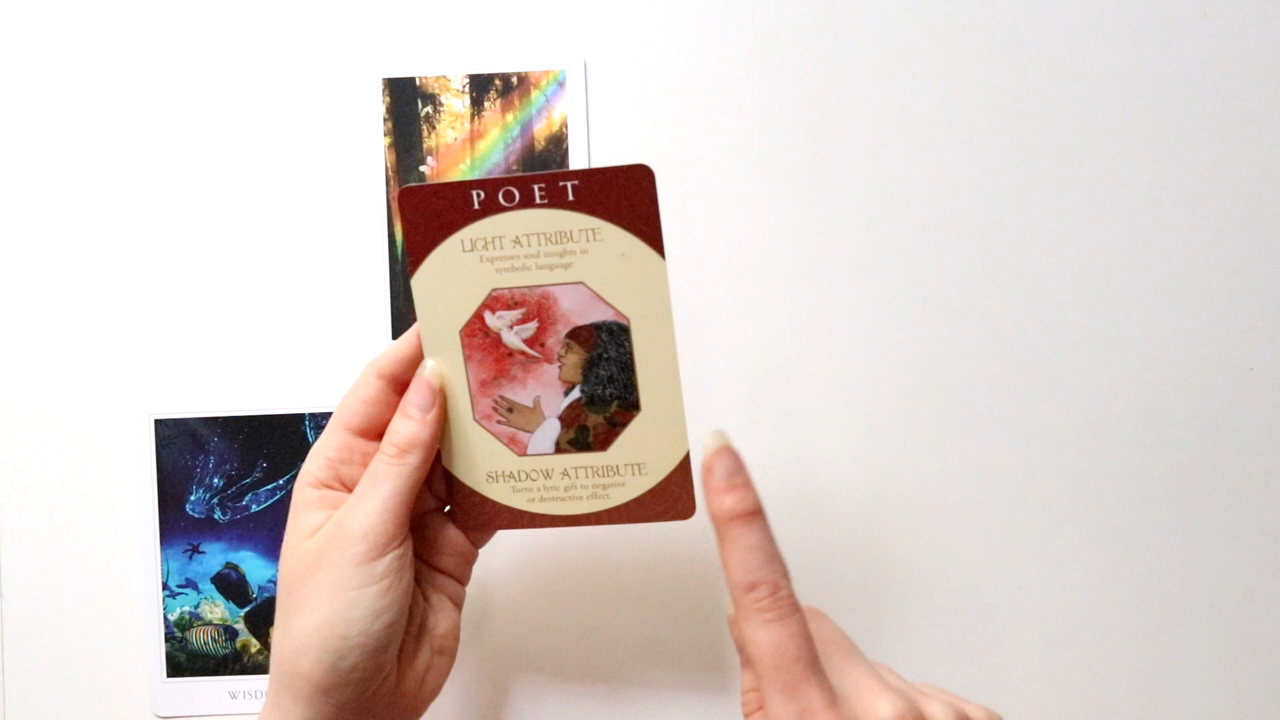 POET
LIGHT ATTRIBUTE
Expresses soul insights in
symbolic language.
SHADOW ATTRIBUTE
Turns a lyric gift to negative
or destructive effect.